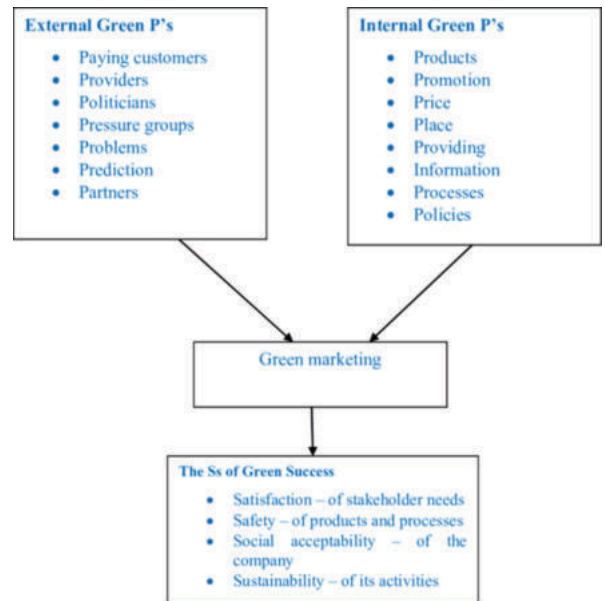 External Green P's
• Paying customers
• Providers
• Politicians
• Pressure groups
• Problems
• Prediction
• Partners
Internal Green P's
• Products
• Promotion
• Price
• Place
• Providing
• Information
• Processes
• Policies
Green marketing
The Ss of Green Success
• Satisfaction – of stakeholder needs
• Safety – of products and processes
• Social acceptability – of the
company
• Sustainability – of its activities